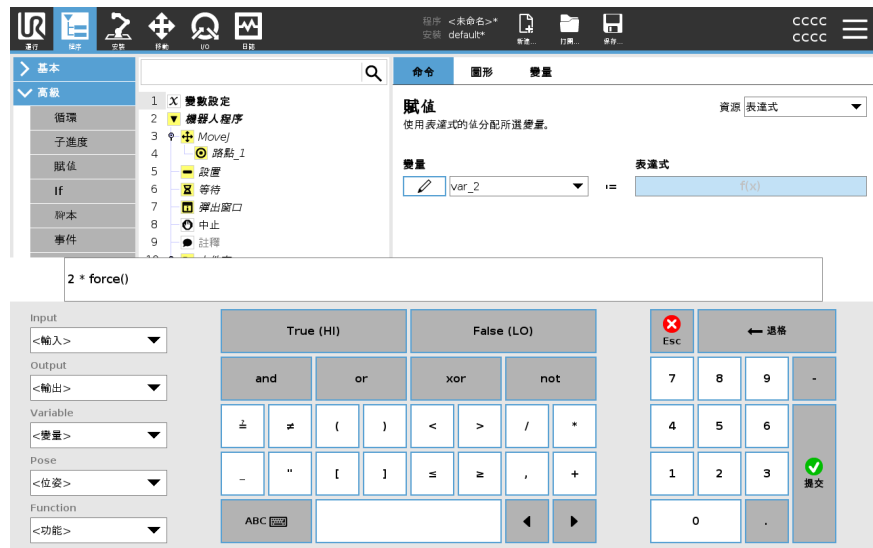 UR
程序 <未命名>*
安裝 default*
CCCC
CCCC
運行 程序 安裝 移動 I/O 日誌 新建... 打開... 保存...
基本
高級
循環
子進度
賦值
If
腳本
事件
1 X 變數設定
2 機器人程序
3 MoveJ
4 路點_1
5 設置
6 等待
7 彈出窗口
8 中止
9 註釋
命令 圖形 變量
賦值
資源 表達式
使用表達式的值分配所選變量。
變量 表達式
var_2 := f(x)
2 * force()
Input
<輸入>
Output
<輸出>
Variable
<變量>
Pose
<位姿>
Function
<功能>
True (HI) False (LO) Esc 退格
and or xor not 7 8 9 -
≟ ≠ ( ) < > / * 4 5 6
_ " [ ] ≤ ≥ , + 1 2 3 提交
ABC 0 .